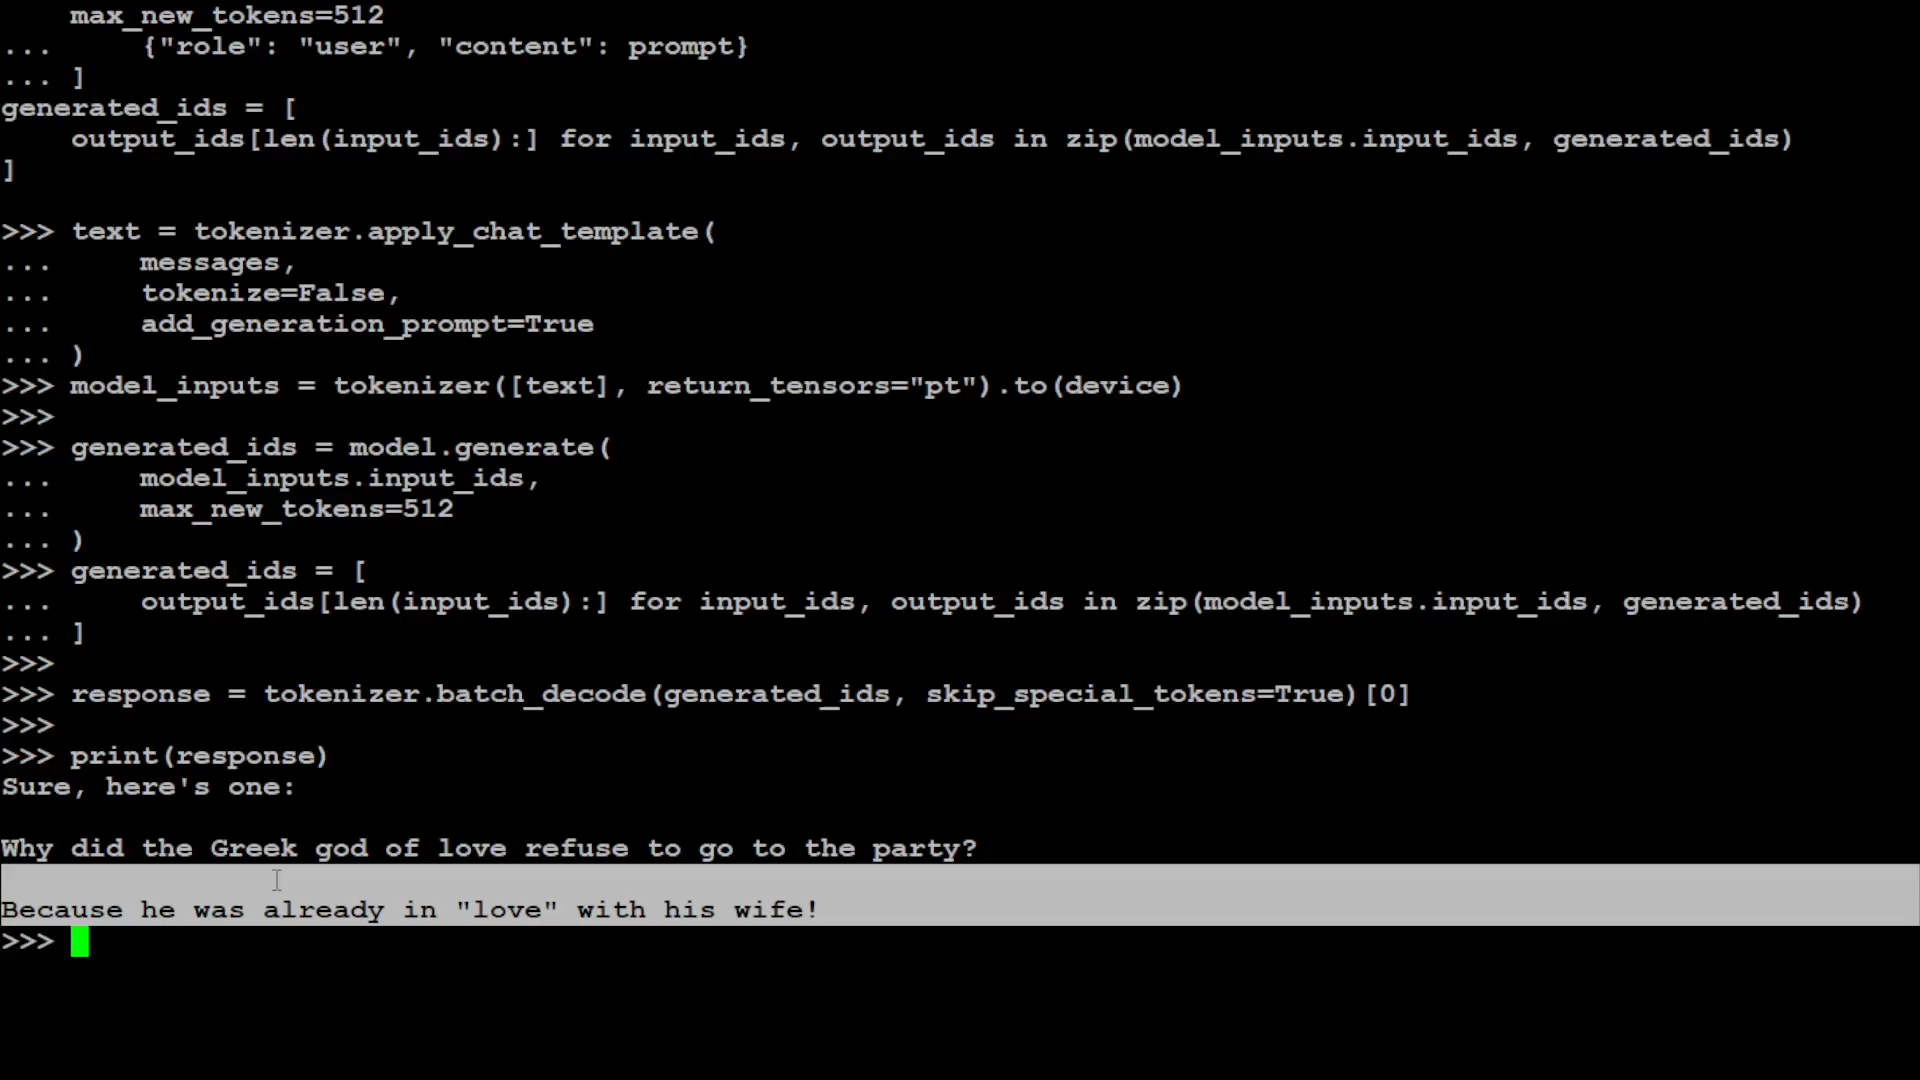 max_new_tokens=512
...     {"role": "user", "content": prompt}
... ]
generated_ids = [
    output_ids[len(input_ids):] for input_ids, output_ids in zip(model_inputs.input_ids, generated_ids)
]
>>> text = tokenizer.apply_chat_template(
...     messages,
...     tokenize=False,
...     add_generation_prompt=True
... )
>>> model_inputs = tokenizer([text], return_tensors="pt").to(device)
>>>
>>> generated_ids = model.generate(
...     model_inputs.input_ids,
...     max_new_tokens=512
... )
>>> generated_ids = [
...     output_ids[len(input_ids):] for input_ids, output_ids in zip(model_inputs.input_ids, generated_ids)
... ]
>>>
>>> response = tokenizer.batch_decode(generated_ids, skip_special_tokens=True)[0]
>>>
>>> print(response)
Sure, here's one:
Why did the Greek god of love refuse to go to the party?
Because he was already in "love" with his wife!
>>>